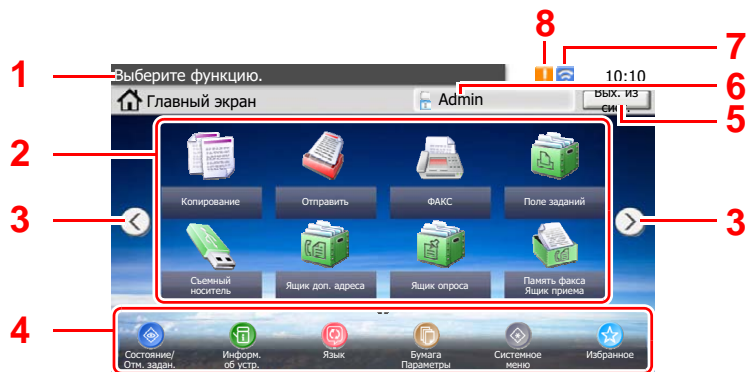 8
7
1
Выберите функцию.
10:10
6
Главный экран
Admin
Вых. из
сист.
5
2
Копирование
Отправить
ФАКС
Поле заданий
3
3
Съемный
носитель
Ящик доп. адреса
Ящик опроса
Память факса
Ящик приема
4
Состояние/
Отм. задан.
Информ.
об устр.
Язык
Бумага
Параметры
Системное
меню
Избранное